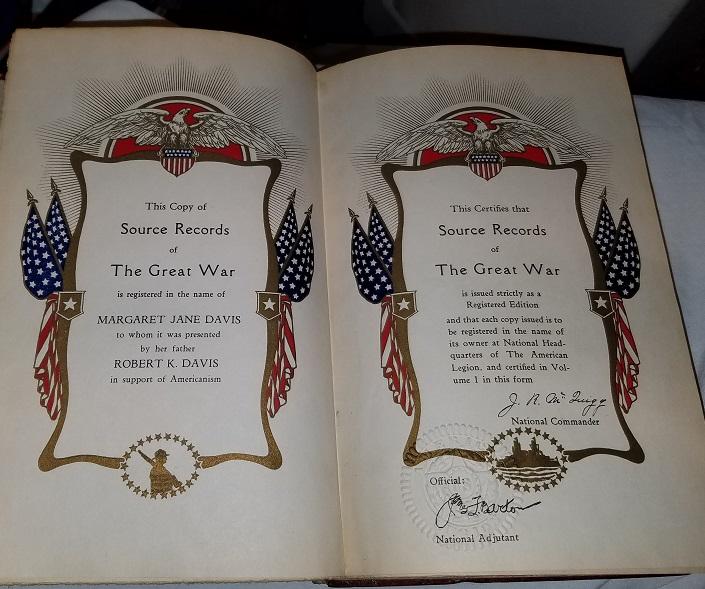 This Copy of
Source Records
of
The Great War
is registered in the name of
MARGARET JANE DAVIS
to whom it was presented
by her father
ROBERT K. DAVIS
in support of Americanism
This Certifies that
Source Records
of
The Great War
is issued strictly as a
Registered Edition
and that each copy issued is to
be registered in the name of
its owner at National Head-
quarters of The American
Legion, and certified in Vol-
ume 1 in this form
J. R. McQuigg
National Commander
Official:
Jas F. Barton
National Adjutant